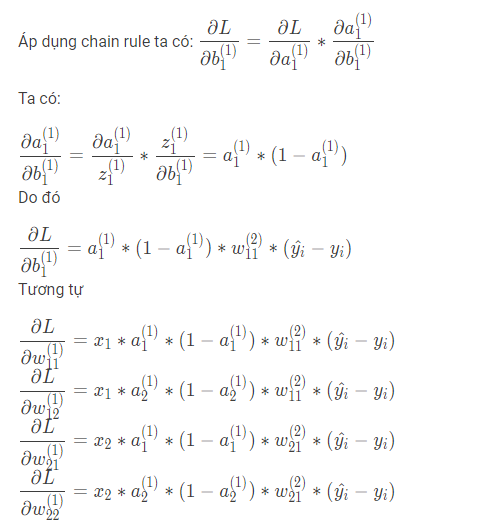 Áp dụng chain rule ta có: \frac{\partial L}{\partial b_1^{(1)}} = \frac{\partial L}{\partial a_1^{(1)}} * \frac{\partial a_1^{(1)}}{\partial b_1^{(1)}}
Ta có:
\frac{\partial a_1^{(1)}}{\partial b_1^{(1)}} = \frac{\partial a_1^{(1)}}{z_1^{(1)}} * \frac{z_1^{(1)}}{\partial b_1^{(1)}} = a_1^{(1)} * (1 - a_1^{(1)})
Do đó
\frac{\partial L}{\partial b_1^{(1)}} = a_1^{(1)} * (1 - a_1^{(1)}) * w_{11}^{(2)} * (\hat{y_i} - y_i)
Tương tự
\frac{\partial L}{\partial w_{11}^{(1)}} = x_1 * a_1^{(1)} * (1 - a_1^{(1)}) * w_{11}^{(2)} * (\hat{y_i} - y_i)
\frac{\partial L}{\partial w_{12}^{(1)}} = x_1 * a_2^{(1)} * (1 - a_2^{(1)}) * w_{11}^{(2)} * (\hat{y_i} - y_i)
\frac{\partial L}{\partial w_{21}^{(1)}} = x_2 * a_1^{(1)} * (1 - a_1^{(1)}) * w_{21}^{(2)} * (\hat{y_i} - y_i)
\frac{\partial L}{\partial w_{22}^{(1)}} = x_2 * a_2^{(1)} * (1 - a_2^{(1)}) * w_{21}^{(2)} * (\hat{y_i} - y_i)